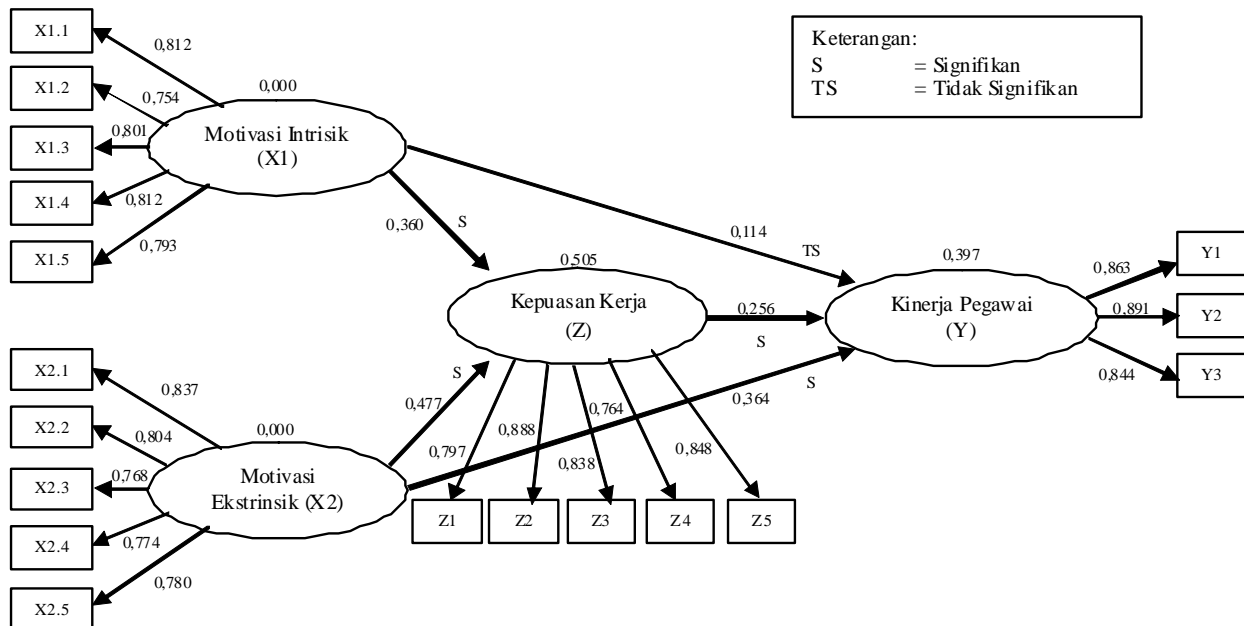 X1.1
X1.2
X1.3
X1.4
X1.5
0,812
0,754
0,801
0,812
0,793
0,000
Motivasi Intrisik
(X1)
Keterangan:
S = Signifikan
TS = Tidak Signifikan
0,360
S
0,114
TS
0,505
Kepuasan Kerja
(Z)
0,256
S
0,397
Kinerja Pegawai
(Y)
0,863
0,891
0,844
Y1
Y2
Y3
X2.1
X2.2
X2.3
X2.4
X2.5
0,837
0,804
0,768
0,774
0,780
0,000
Motivasi
Ekstrinsik (X2)
S
0,477
S
0,364
0,797
0,888
0,838
0,764
0,848
Z1
Z2
Z3
Z4
Z5